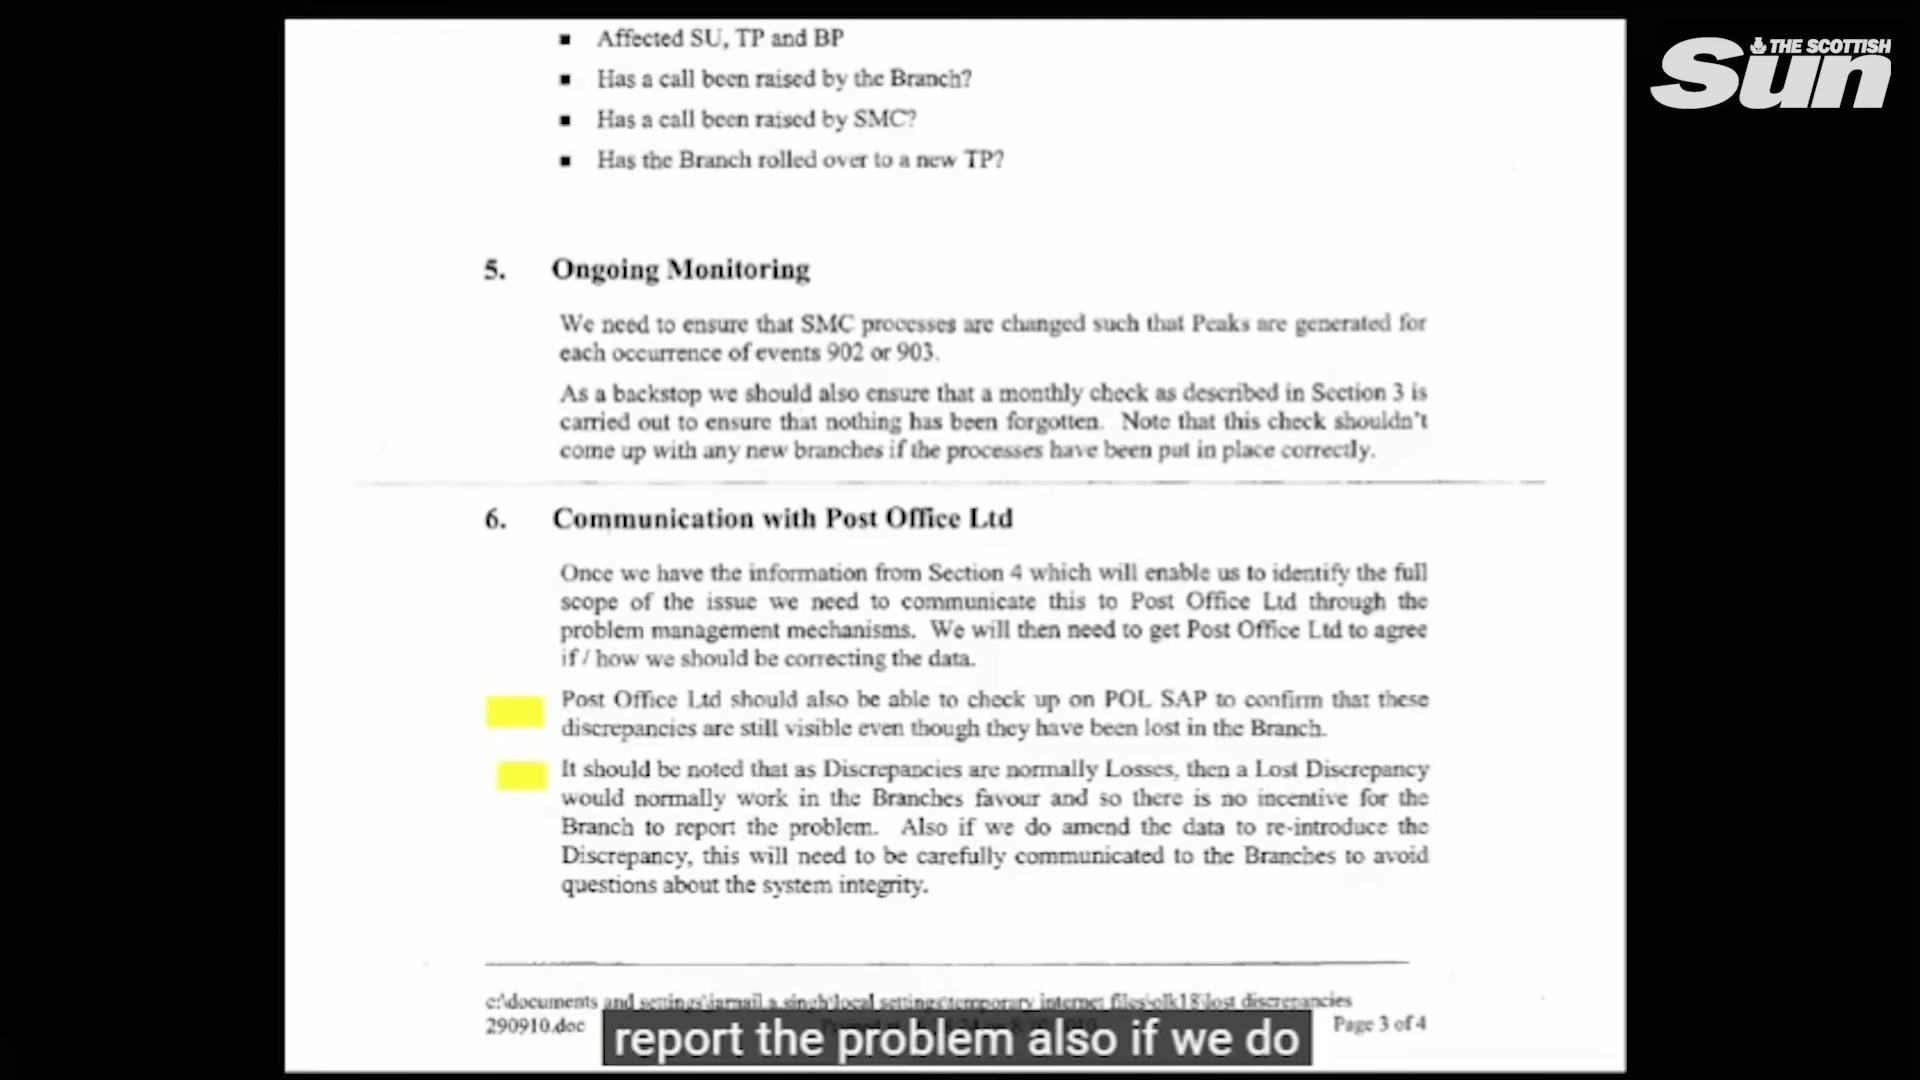 Affected SU, TP and BP
Has a call been raised by the Branch?
Has a call been raised by SMC?
Has the Branch rolled over to a new TP?
THE SCOTTISH
Sun
5. Ongoing Monitoring
We need to ensure that SMC processes are changed such that Peaks are generated for
each occurrence of events 902 or 903.
As a backstop we should also ensure that a monthly check as described in Section 3 is
carried out to ensure that nothing has been forgotten. Note that this check shouldn't
come up with any new branches if the processes have been put in place correctly.
6. Communication with Post Office Ltd
Once we have the information from Section 4 which will enable us to identify the full
scope of the issue we need to communicate this to Post Office Ltd through the
problem management mechanisms. We will then need to get Post Office Ltd to agree
if / how we should be correcting the data.
Post Office Ltd should also be able to check up on POL SAP to confirm that these
discrepancies are still visible even though they have been lost in the Branch.
It should be noted that as Discrepancies are normally Losses, then a Lost Discrepancy
would normally work in the Branches favour and so there is no incentive for the
Branch to report the problem. Also if we do amend the data to re-introduce the
Discrepancy, this will need to be carefully communicated to the Branches to avoid
questions about the system integrity.
c:\documents and settings\jarnail.a.singh\local settings\temporary internet files\olk18\lost discrepancies
290910.doc
Page 3 of 4
report the problem also if we do